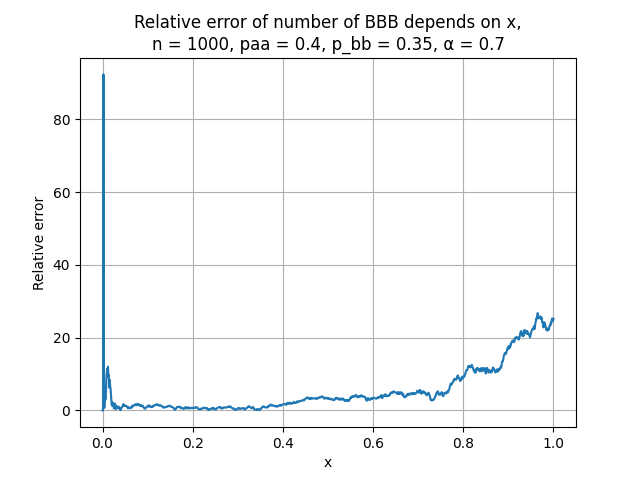 Relative error of number of BBB depends on x,
n = 1000, paa = 0.4, p_bb = 0.35, α = 0.7
80
60
40
20
0
Relative error
0.0 0.2 0.4 0.6 0.8 1.0
x